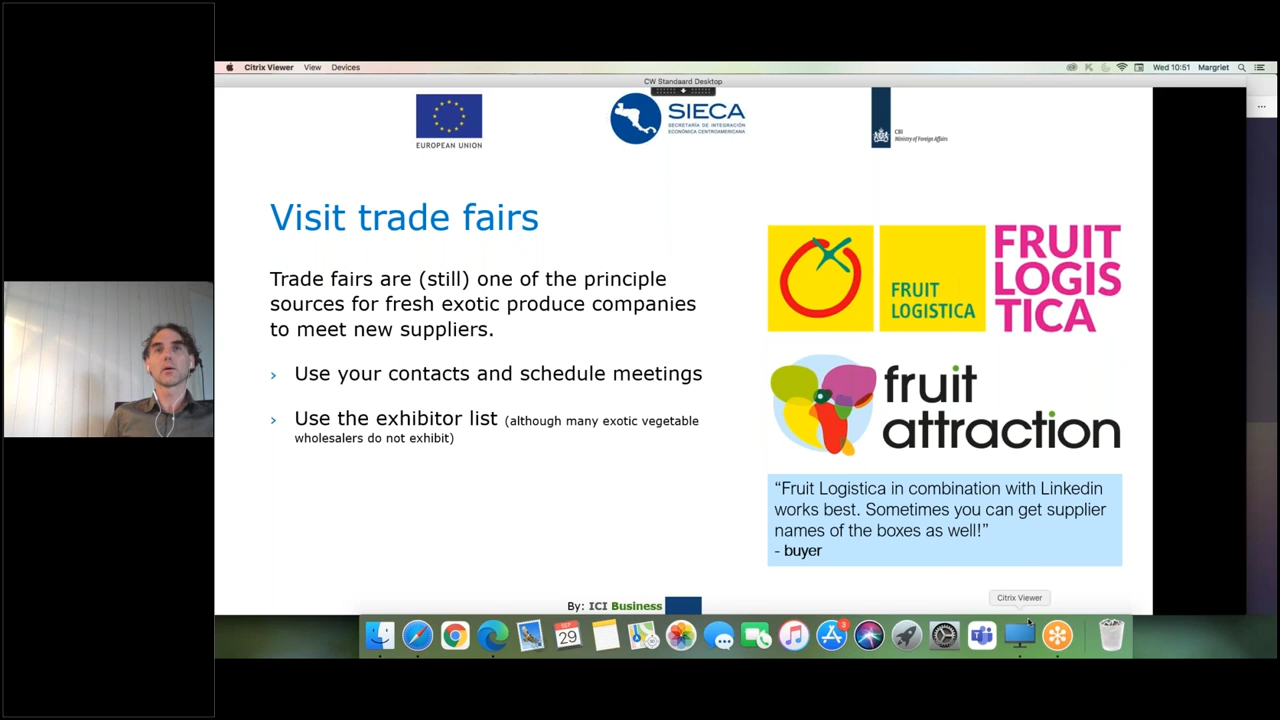 Citrix Viewer View Devices
Wed 10:51 Margriet
CW Standaard Desktop
EUROPEAN UNION
SIECA
SECRETARÍA DE INTEGRACIÓN
ECONÓMICA CENTROAMERICANA
CBI
Ministry of Foreign Affairs
Visit trade fairs
Trade fairs are (still) one of the principle
sources for fresh exotic produce companies
to meet new suppliers.
› Use your contacts and schedule meetings
› Use the exhibitor list (although many exotic vegetable
wholesalers do not exhibit)
FRUIT
LOGISTICA
FRUIT
LOGIS
TICA
fruit
attraction
“Fruit Logistica in combination with Linkedin
works best. Sometimes you can get supplier
names of the boxes as well!”
- buyer
By: ICI Business
Citrix Viewer
SEP
29
3